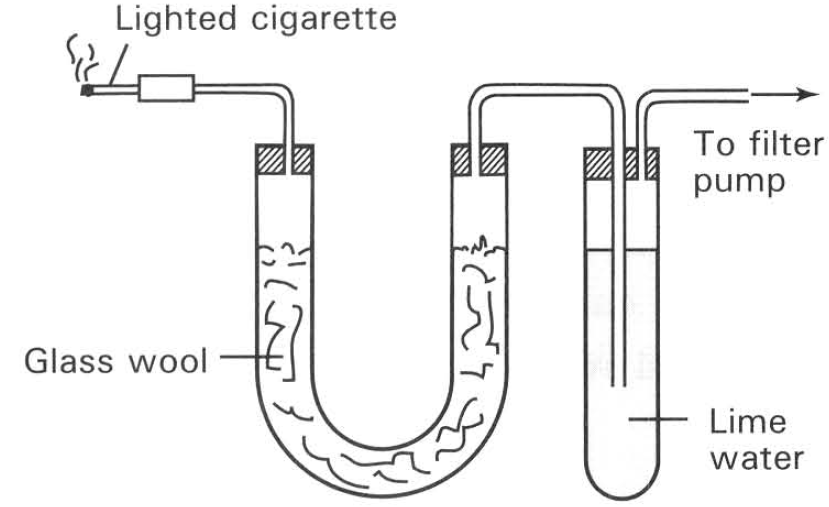 Lighted cigarette
To filter
pump
Glass wool
Lime
water